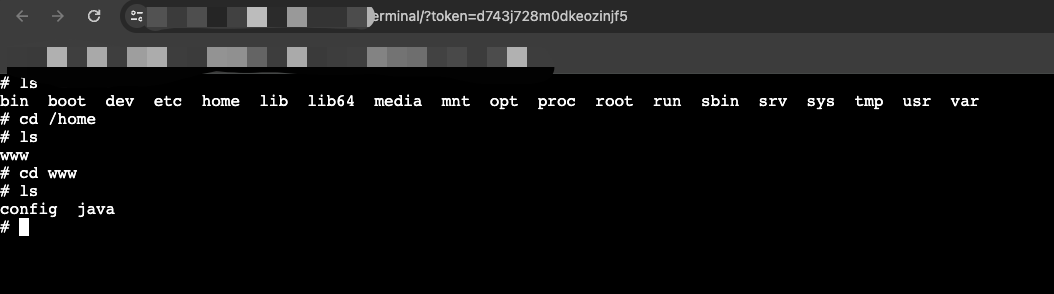 erminal/?token=d743j728m0dkeozinjf5
# ls
bin  boot  dev  etc  home  lib  lib64  media  mnt  opt  proc  root  run  sbin  srv  sys  tmp  usr  var
# cd /home
# ls
www
# cd www
# ls
config  java
#